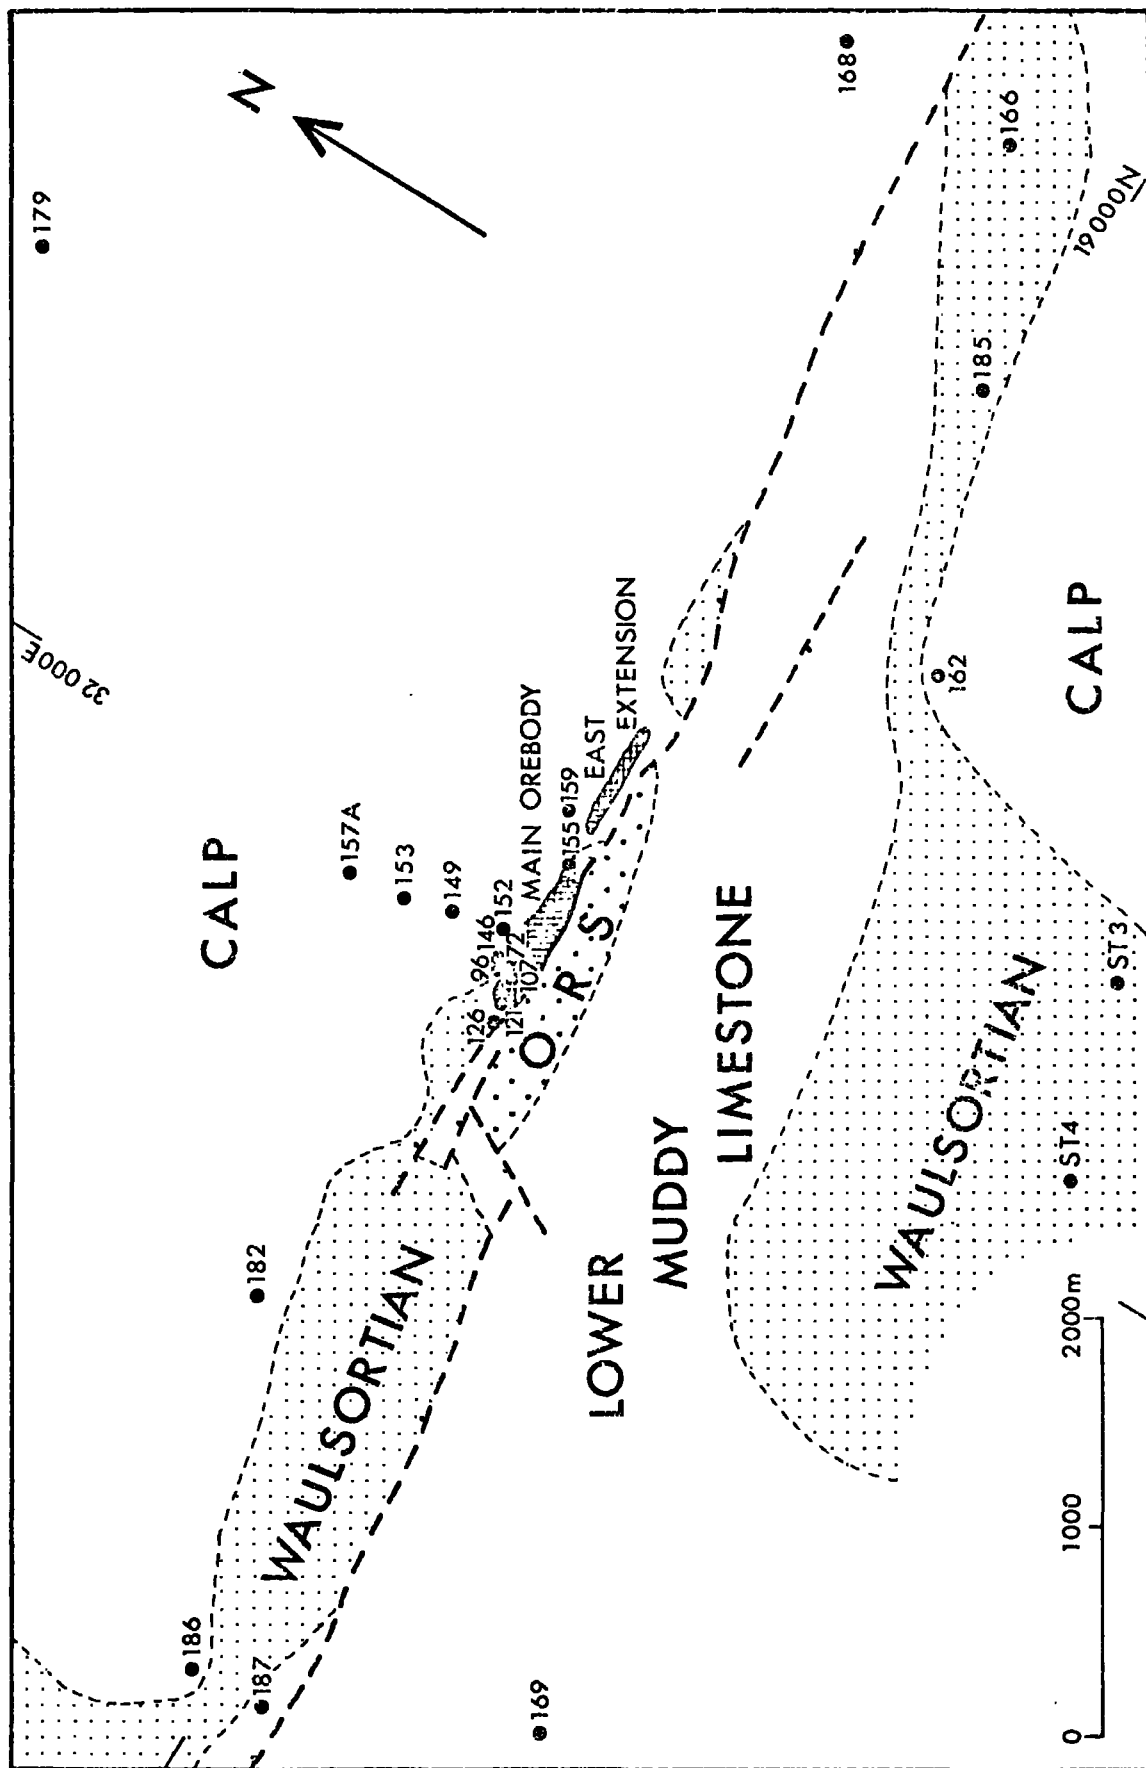 N
179
168
166
19000N
185
32000E
CALP
162
CALP
EXTENSION
EAST
MAIN OREBODY
159
155
157A
153
149
152
146
96
72
107
121
126
ORS
182
WAULSORTIAN
LOWER
MUDDY
LIMESTONE
WAULSORTIAN
ST3
ST4
186
187
169
0
1000
2000m